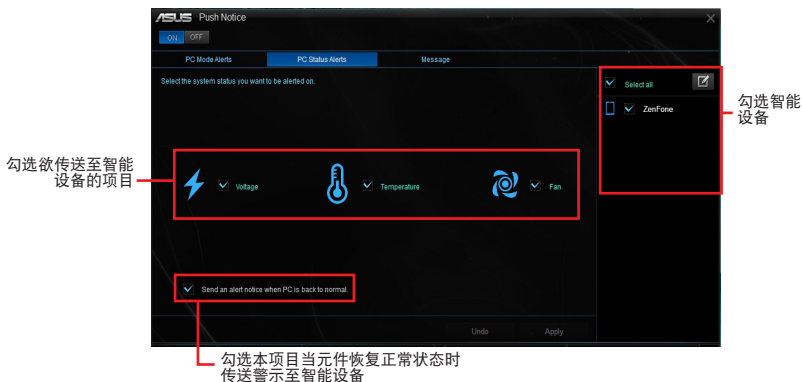 ASUS Push Notice
ON OFF
PC Mode Alerts PC Status Alerts Message
Select the system status you want to be alerted on.
Select all
ZenFone
勾选智能
设备
勾选欲传送至智能
设备的项目
Voltage Temperature Fan
Send an alert notice when PC is back to normal.
Undo Apply
勾选本项目当元件恢复正常状态时
传送警示至智能设备